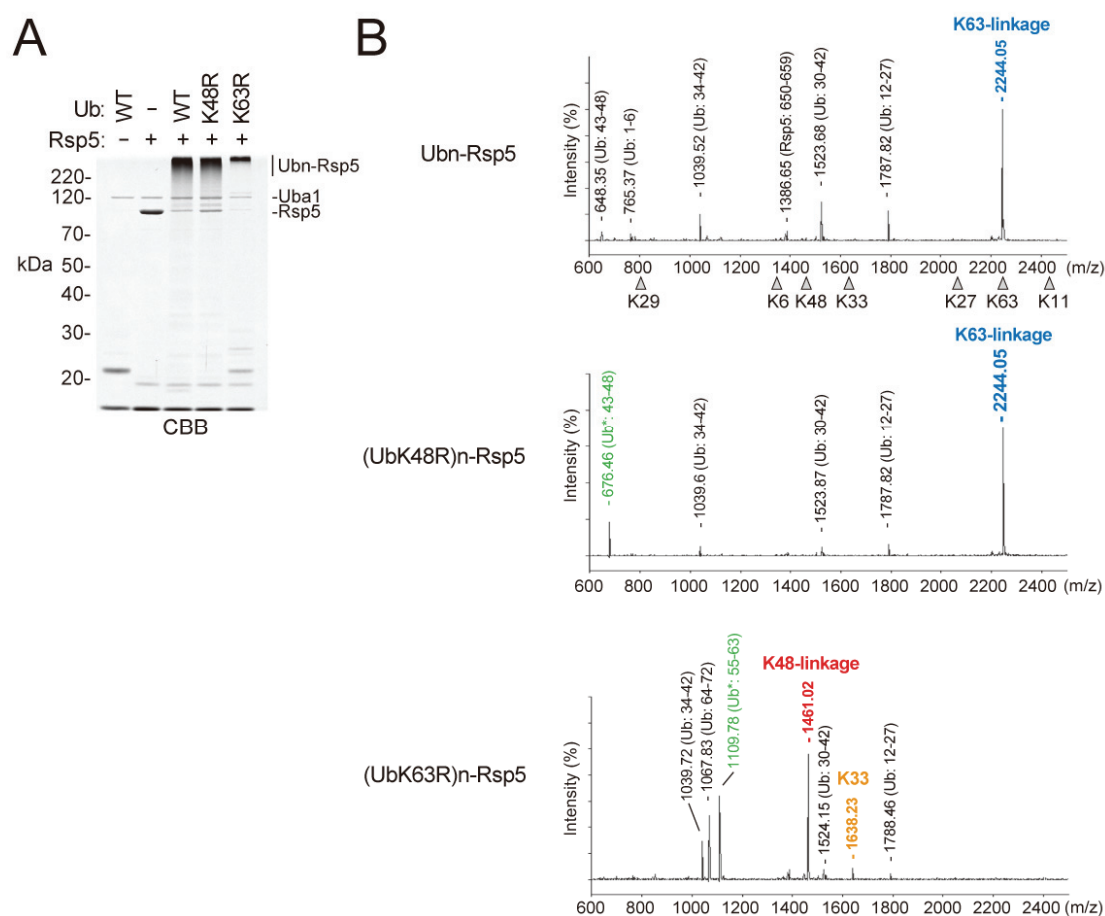 A
Ub: WT – WT K48R K63R
Rsp5: – + + + +
220-
120-
70-
kDa
50-
40-
30-
20-
Ubn-Rsp5
-Uba1
-Rsp5
CBB
B
Ubn-Rsp5
Intensity (%)
K63-linkage
648.35 (Ub: 43-48)
765.37 (Ub: 1-6)
1039.52 (Ub: 34-42)
1386.65 (Rsp5: 650-659)
1523.68 (Ub: 30-42)
1787.82 (Ub: 12-27)
2244.05
600 800 1000 1200 1400 1600 1800 2000 2200 2400 (m/z)
K29 K6 K48 K33 K27 K63 K11
(UbK48R)n-Rsp5
Intensity (%)
K63-linkage
676.46 (Ub*: 43-48)
1039.6 (Ub: 34-42)
1523.87 (Ub: 30-42)
1787.82 (Ub: 12-27)
2244.05
600 800 1000 1200 1400 1600 1800 2000 2200 2400 (m/z)
(UbK63R)n-Rsp5
Intensity (%)
1039.72 (Ub: 34-42)
1067.83 (Ub: 64-72)
1109.78 (Ub*: 55-63)
K48-linkage
1461.02
1524.15 (Ub: 30-42)
K33
1638.23
1788.46 (Ub: 12-27)
600 800 1000 1200 1400 1600 1800 2000 2200 2400 (m/z)